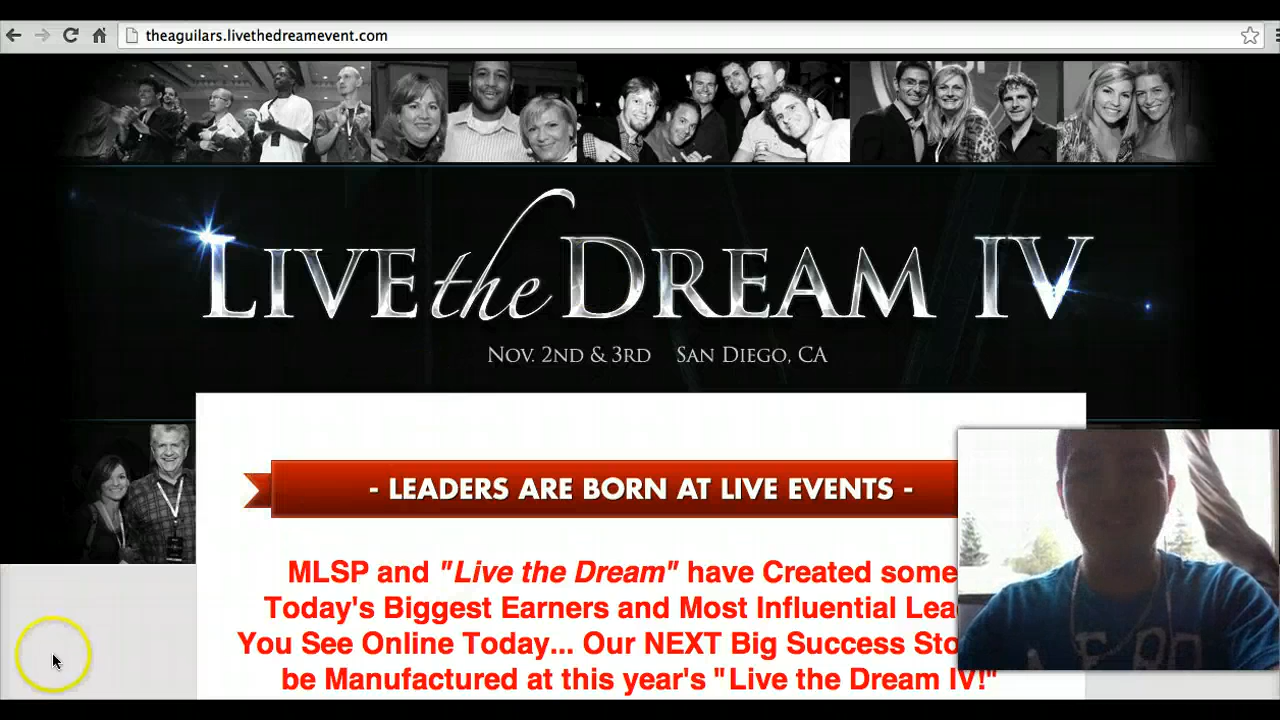 theaguilars.livethedreamevent.com
LIVE the DREAM IV
NOV. 2ND & 3RD SAN DIEGO, CA
- LEADERS ARE BORN AT LIVE EVENTS -
MLSP and "Live the Dream" have Created some
Today's Biggest Earners and Most Influential Lea
You See Online Today... Our NEXT Big Success Sto
be Manufactured at this year's "Live the Dream IV!"